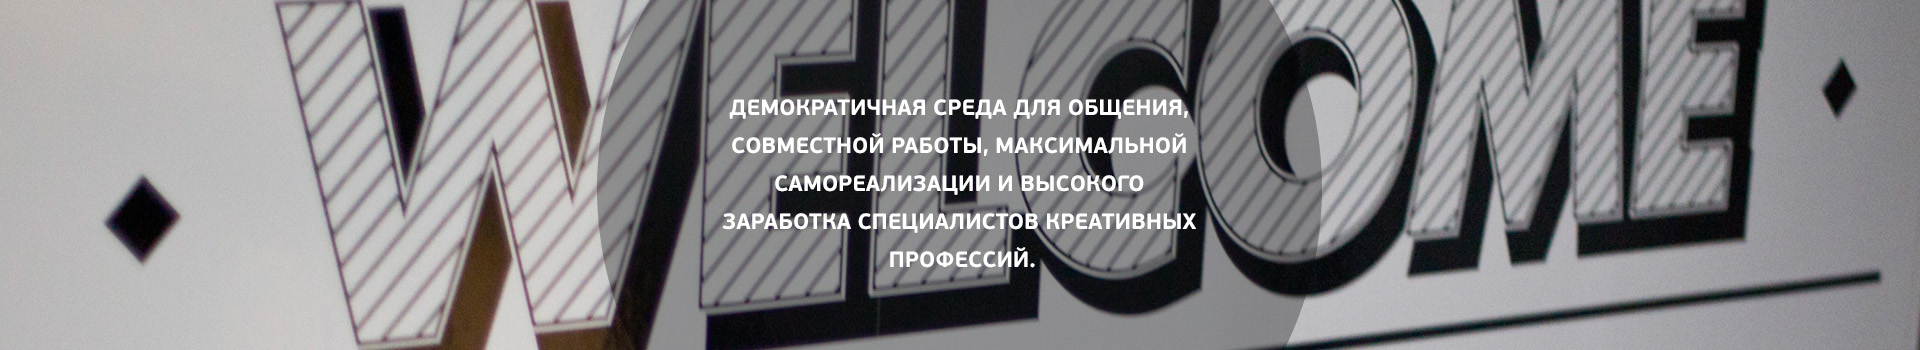 WELCOME
ДЕМОКРАТИЧНАЯ СРЕДА ДЛЯ ОБЩЕНИЯ,
СОВМЕСТНОЙ РАБОТЫ, МАКСИМАЛЬНОЙ
САМОРЕАЛИЗАЦИИ И ВЫСОКОГО
ЗАРАБОТКА СПЕЦИАЛИСТОВ КРЕАТИВНЫХ
ПРОФЕССИЙ.